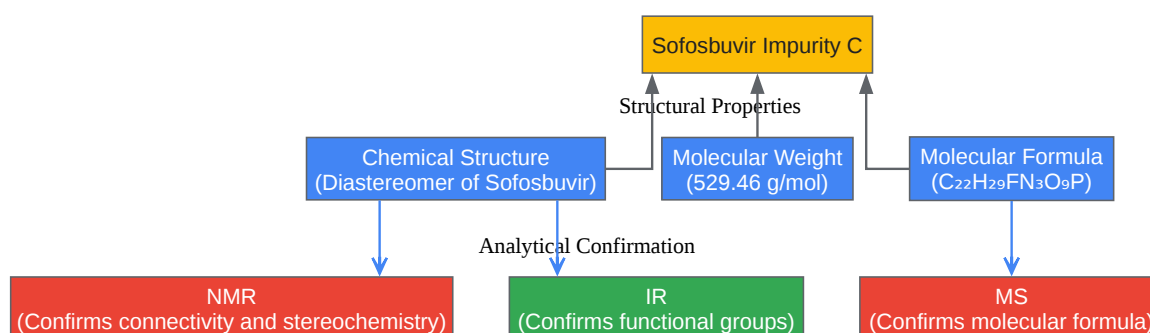 Sofosbuvir Impurity C
Structural Properties
Chemical Structure
(Diastereomer of Sofosbuvir)
Molecular Weight
(529.46 g/mol)
Molecular Formula
(C₂₂H₂₉FN₃O₉P)
Analytical Confirmation
NMR
(Confirms connectivity and stereochemistry)
IR
(Confirms functional groups)
MS
(Confirms molecular formula)